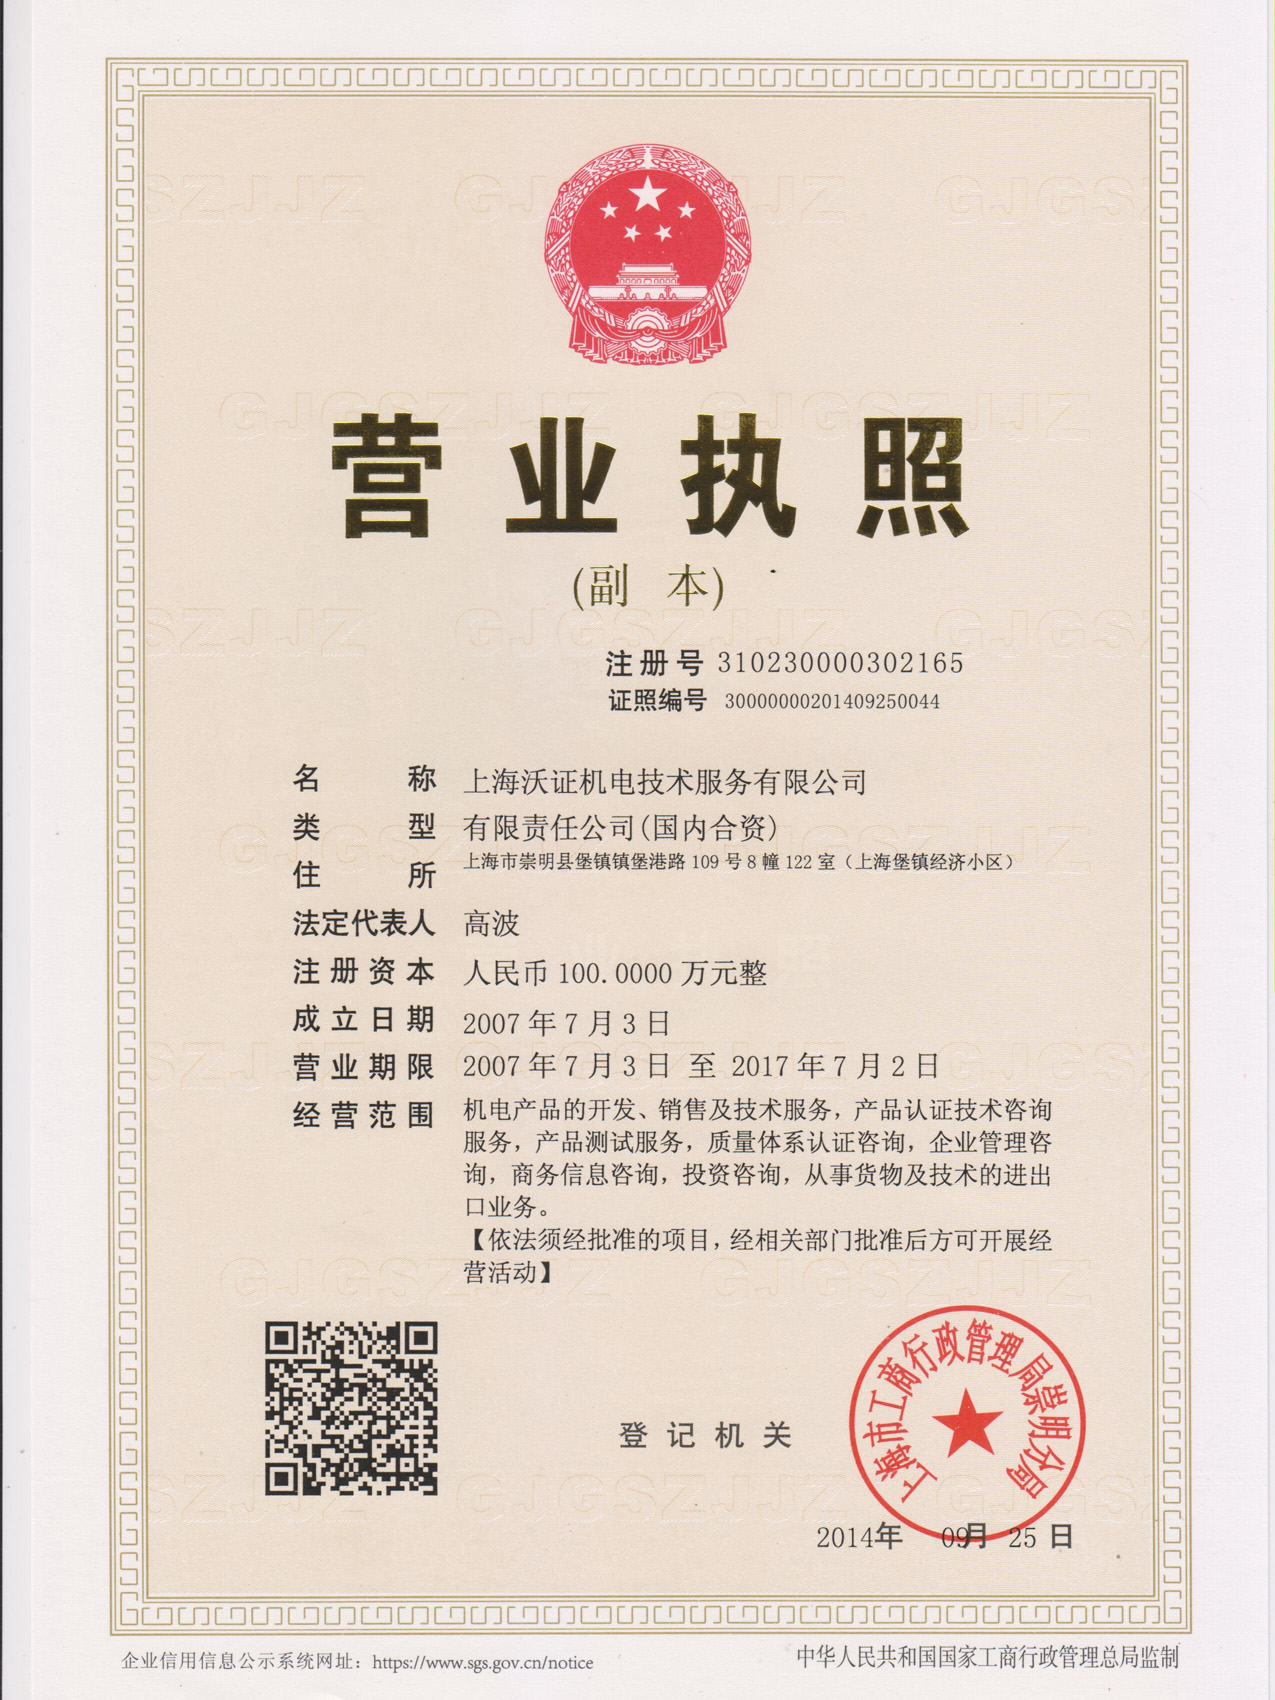 营业执照
(副 本)
注册号 310230000302165
证照编号 30000000201409250044
名称 上海沃证机电技术服务有限公司
类型 有限责任公司(国内合资)
住所 上海市崇明县堡镇镇堡港路 109 号 8 幢 122 室（上海堡镇经济小区）
法定代表人 高波
注册资本 人民币 100.0000 万元整
成立日期 2007 年 7 月 3 日
营业期限 2007 年 7 月 3 日 至 2017 年 7 月 2 日
经营范围 机电产品的开发、销售及技术服务，产品认证技术咨询
服务，产品测试服务，质量体系认证咨询，企业管理咨
询，商务信息咨询，投资咨询，从事货物及技术的进出
口业务。
【依法须经批准的项目，经相关部门批准后方可开展经
营活动】
登记机关
上海市工商行政管理局崇明分局
2014年 09月 25 日
企业信用信息公示系统网址：https://www.sgs.gov.cn/notice
中华人民共和国国家工商行政管理总局监制